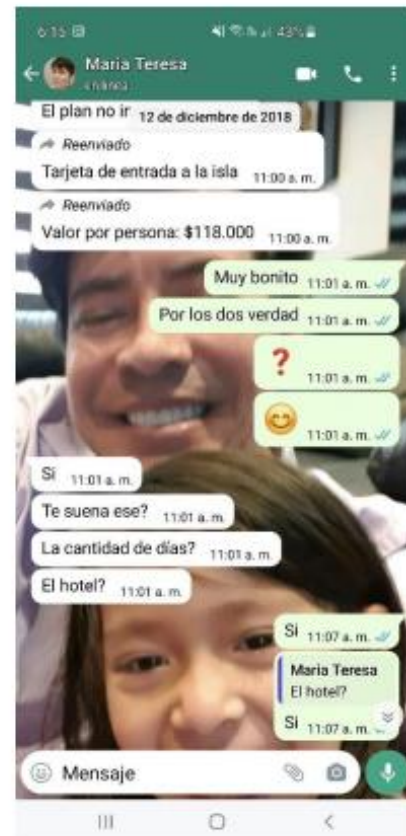 6:15
43%
Maria Teresa
en línea
El plan no in
12 de diciembre de 2018
Reenviado
Tarjeta de entrada a la isla 11:00 a. m.
Reenviado
Valor por persona: $118.000 11:00 a. m.
Muy bonito 11:01 a. m.
Por los dos verdad 11:01 a. m.
❓ 11:01 a. m.
😊 11:01 a. m.
Si 11:01 a. m.
Te suena ese? 11:01 a. m.
La cantidad de días? 11:01 a. m.
El hotel? 11:01 a. m.
Si 11:07 a. m.
Maria Teresa
El hotel?
Si 11:07 a. m.
Mensaje